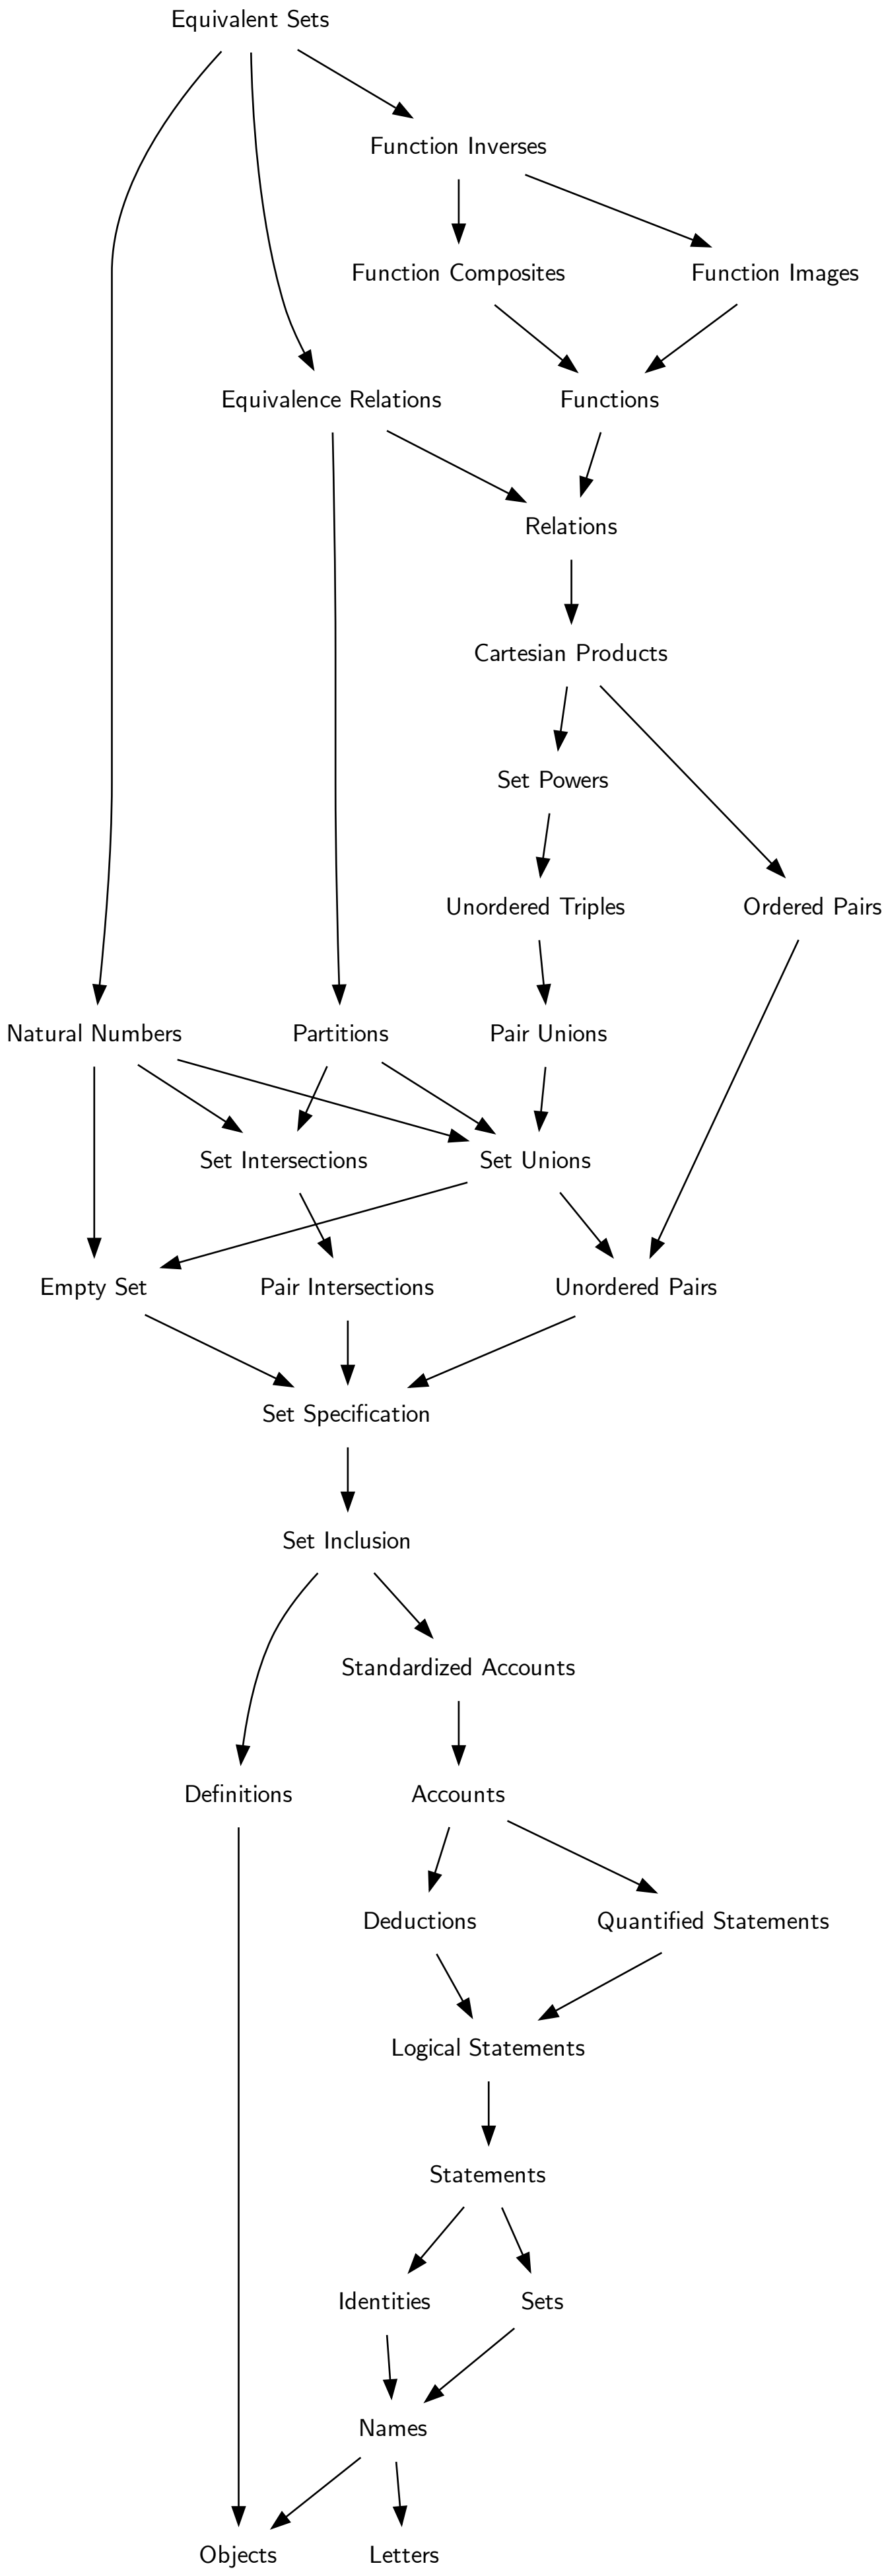 Equivalent Sets
Function Inverses
Function Composites
Function Images
Equivalence Relations
Functions
Relations
Cartesian Products
Set Powers
Unordered Triples
Ordered Pairs
Natural Numbers
Partitions
Pair Unions
Set Intersections
Set Unions
Empty Set
Pair Intersections
Unordered Pairs
Set Specification
Set Inclusion
Standardized Accounts
Definitions
Accounts
Deductions
Quantified Statements
Logical Statements
Statements
Identities
Sets
Names
Objects
Letters